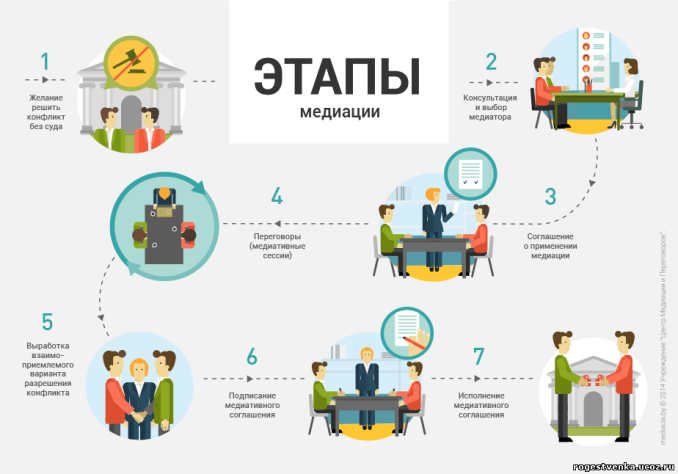 ЭТАПЫ
медиации
1
Желание
решить
конфликт
без суда
2
Консультация
и выбор
медиатора
3
Соглашение
о применении
медиации
4
Переговоры
(медиативные
сессии)
5
Выработка
взаимо-
приемлемого
варианта
разрешения
конфликта
6
Подписание
медиативного
соглашения
7
Исполнение
медиативного
соглашения
mediacia.by © 2014 Учреждение "Центр Медиации и Переговоров".
rogestvenka.ucoz.ru